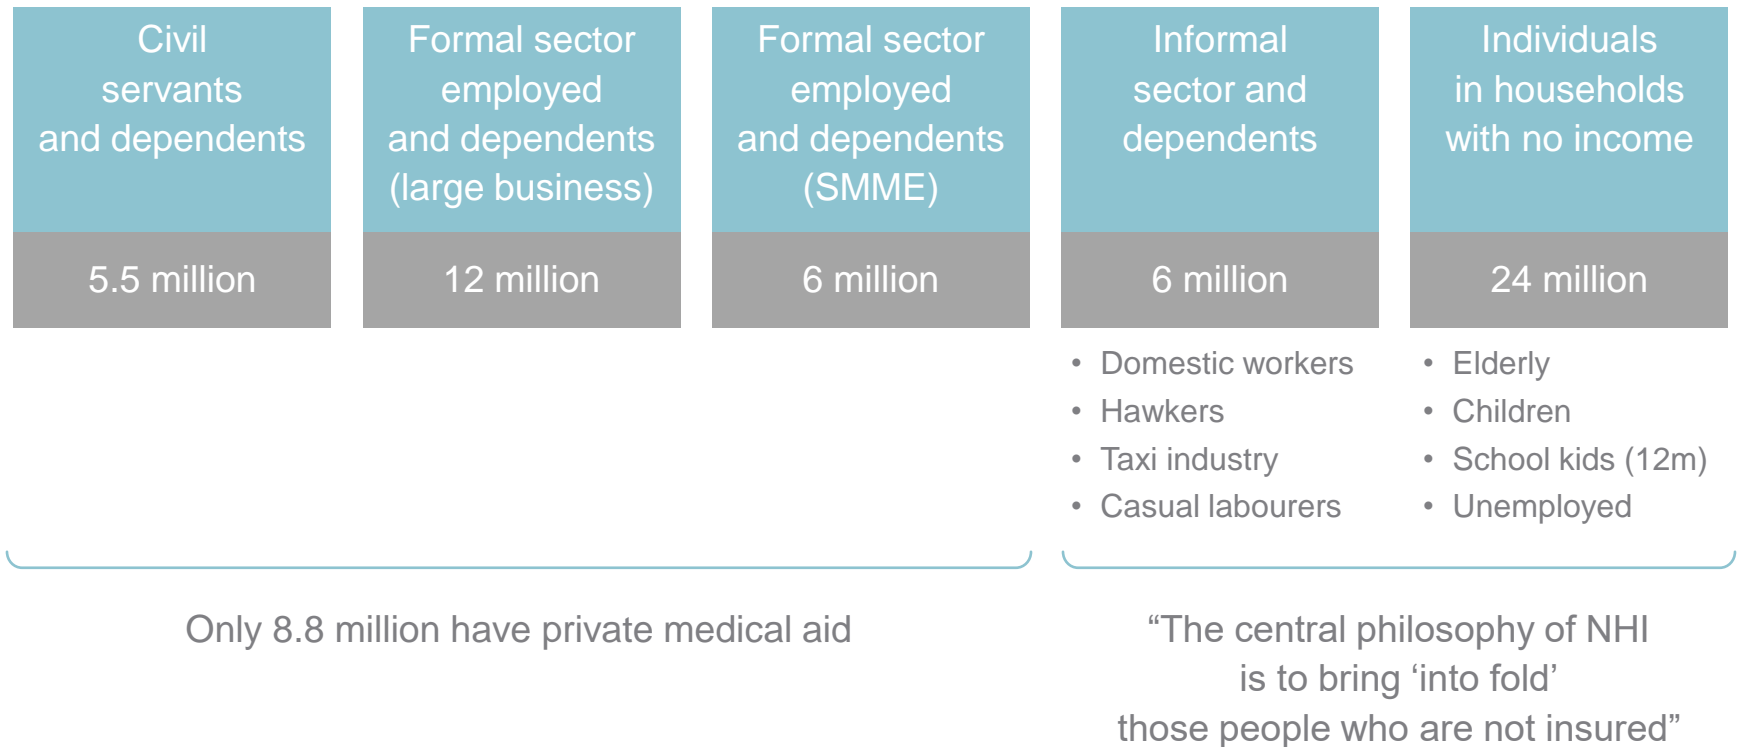 Civil
servants
and dependents
5.5 million
Formal sector
employed
and dependents
(large business)
12 million
Formal sector
employed
and dependents
(SMME)
6 million
Informal
sector and
dependents
6 million
• Domestic workers
• Hawkers
• Taxi industry
• Casual labourers
Individuals
in households
with no income
24 million
• Elderly
• Children
• School kids (12m)
• Unemployed
Only 8.8 million have private medical aid
“The central philosophy of NHI
is to bring ‘into fold’
those people who are not insured”